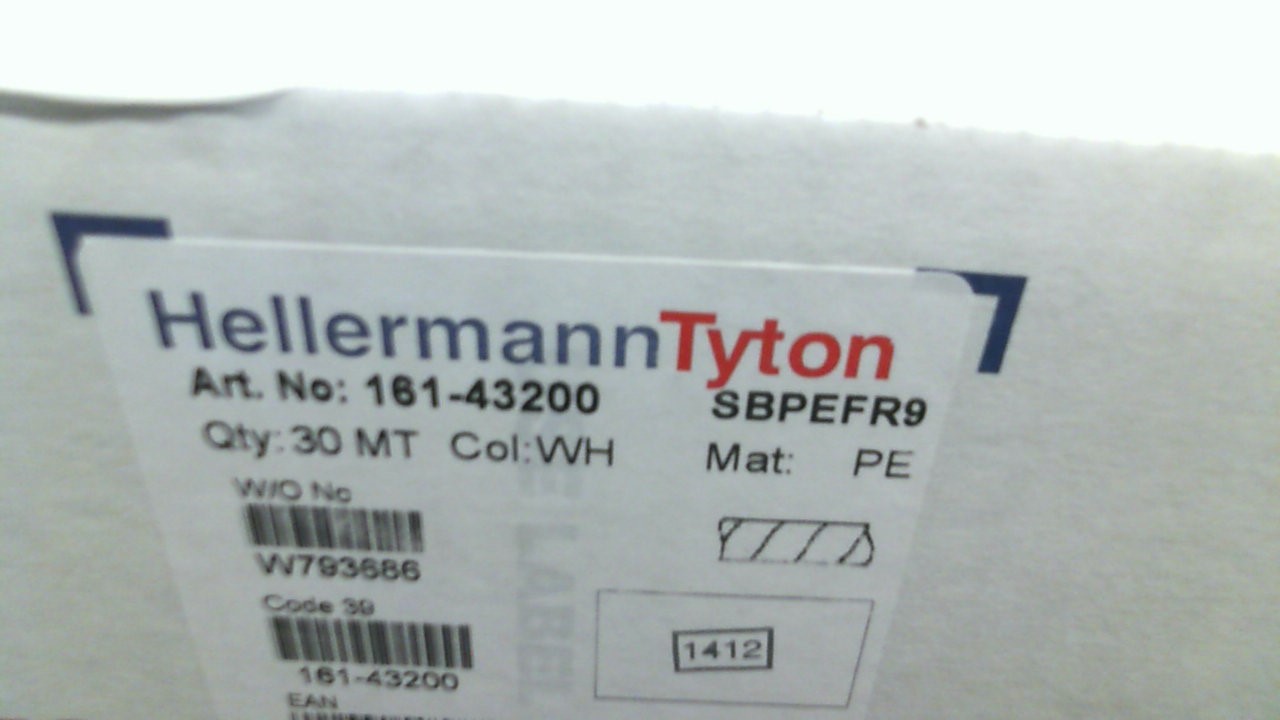 HellermannTyton
Art. No: 161-43200 SBPEFR9
Qty: 30 MT Col:WH Mat: PE
W/O No
W793686
Code 39
161-43200
1412
EAN
LABEL